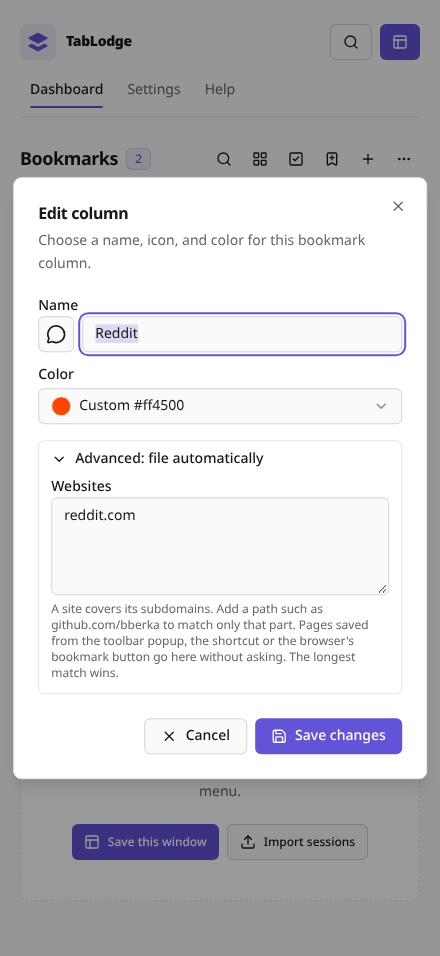 TabLodge
Dashboard
Settings
Help
Bookmarks
2
Edit column
Choose a name, icon, and color for this bookmark
column.
Name
Reddit
Color
Custom #ff4500
Advanced: file automatically
Websites
reddit.com
A site covers its subdomains. Add a path such as
github.com/bberka to match only that part. Pages saved
from the toolbar popup, the shortcut or the browser's
bookmark button go here without asking. The longest
match wins.
Cancel
Save changes
menu.
Save this window
Import sessions